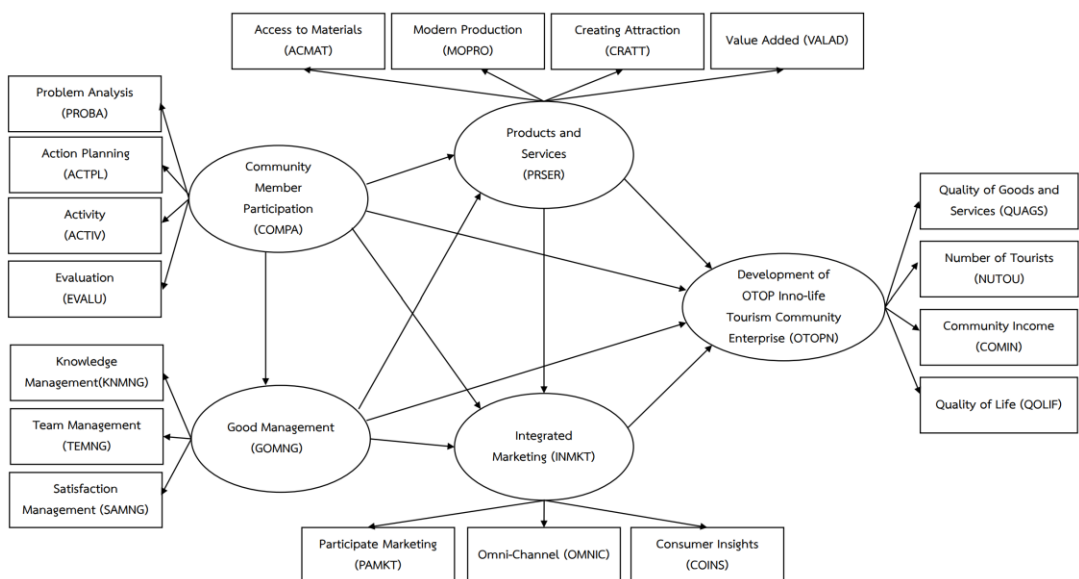 Access to Materials
(ACMAT)
Modern Production
(MOPRO)
Creating Attraction
(CRATT)
Value Added (VALAD)
Problem Analysis
(PROBA)
Action Planning
(ACTPL)
Activity
(ACTIV)
Evaluation
(EVALU)
Community
Member
Participation
(COMPA)
Products and
Services
(PRSER)
Quality of Goods and
Services (QUAGS)
Number of Tourists
(NUTOU)
Community Income
(COMIN)
Quality of Life (QOLIF)
Development of
OTOP Inno-life
Tourism Community
Enterprise (OTOPN)
Knowledge
Management(KNMNG)
Team Management
(TEMNG)
Satisfaction
Management (SAMNG)
Good Management
(GOMNG)
Integrated
Marketing (INMKT)
Participate Marketing
(PAMKT)
Omni-Channel (OMNIC)
Consumer Insights
(COINS)